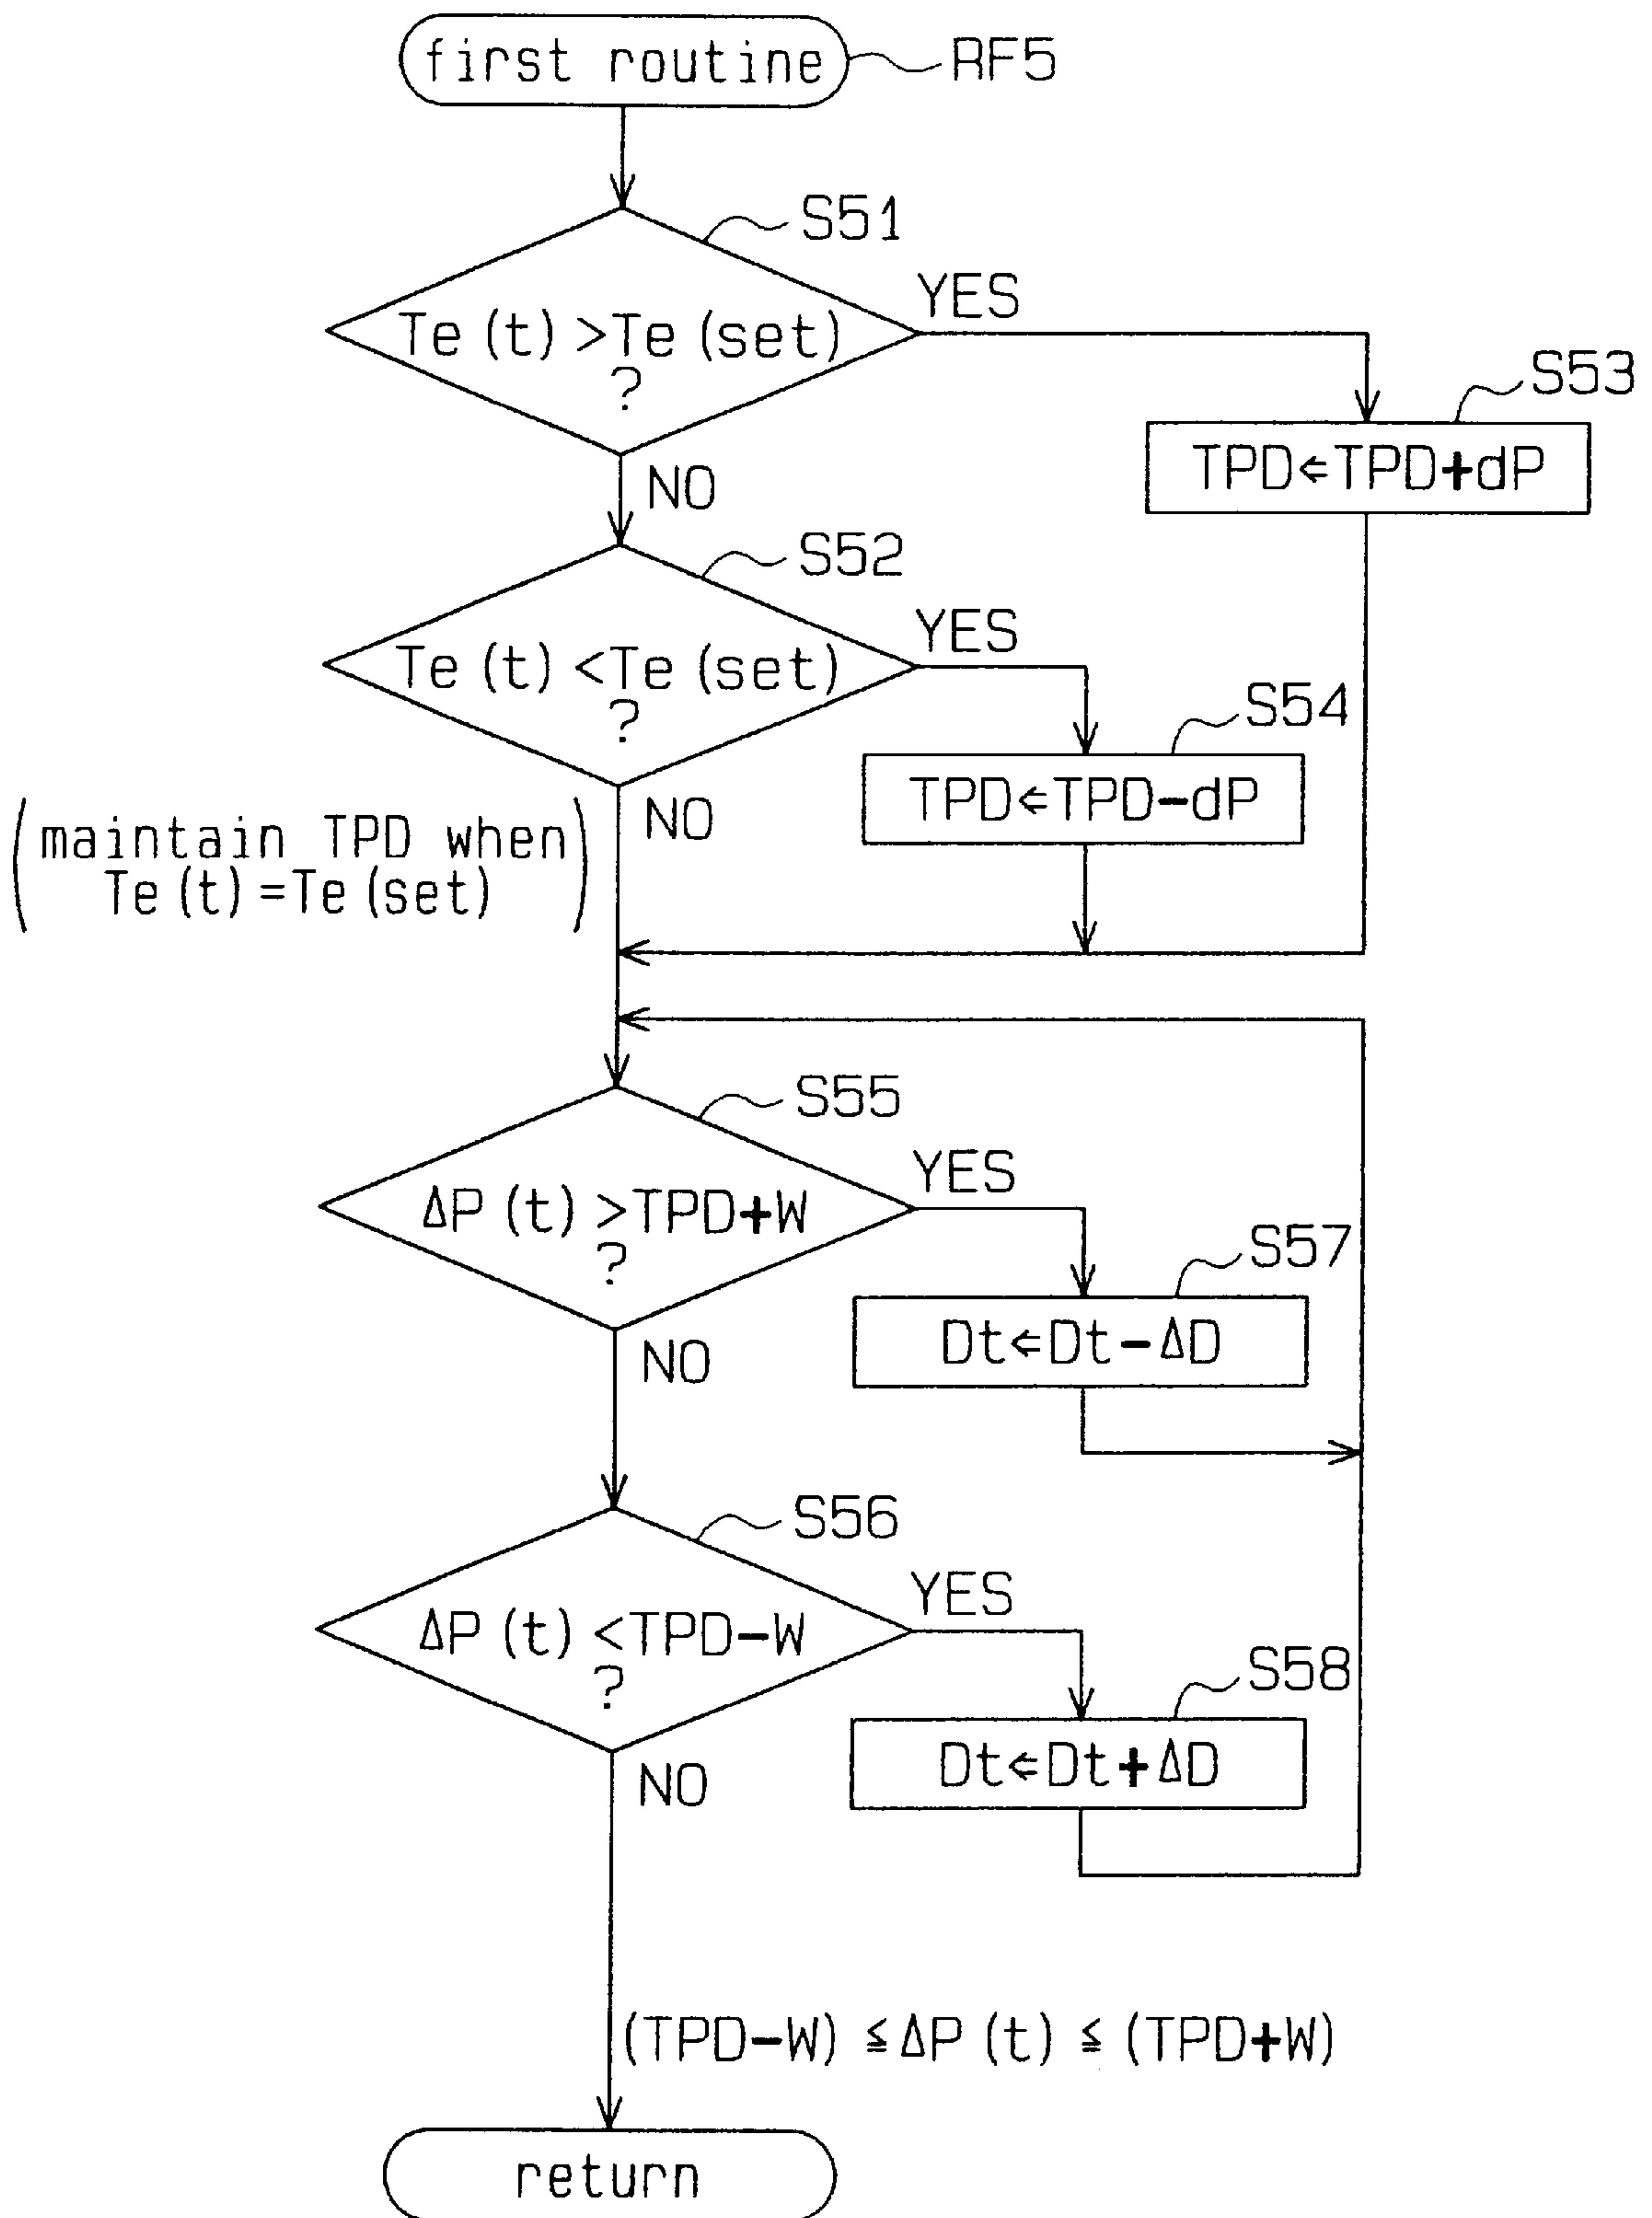 first routine
RF5
S51
Te(t)>Te(set)
?
YES
NO
S53
TPD⇐TPD+dP
S52
Te(t)<Te(set)
?
YES
NO
S54
TPD⇐TPD-dP
(maintain TPD when
Te(t)=Te(set))
S55
ΔP(t)>TPD+W
?
YES
NO
S57
Dt⇐Dt-ΔD
S56
ΔP(t)<TPD-W
?
YES
NO
S58
Dt⇐Dt+ΔD
(TPD-W)≦ΔP(t)≦(TPD+W)
return